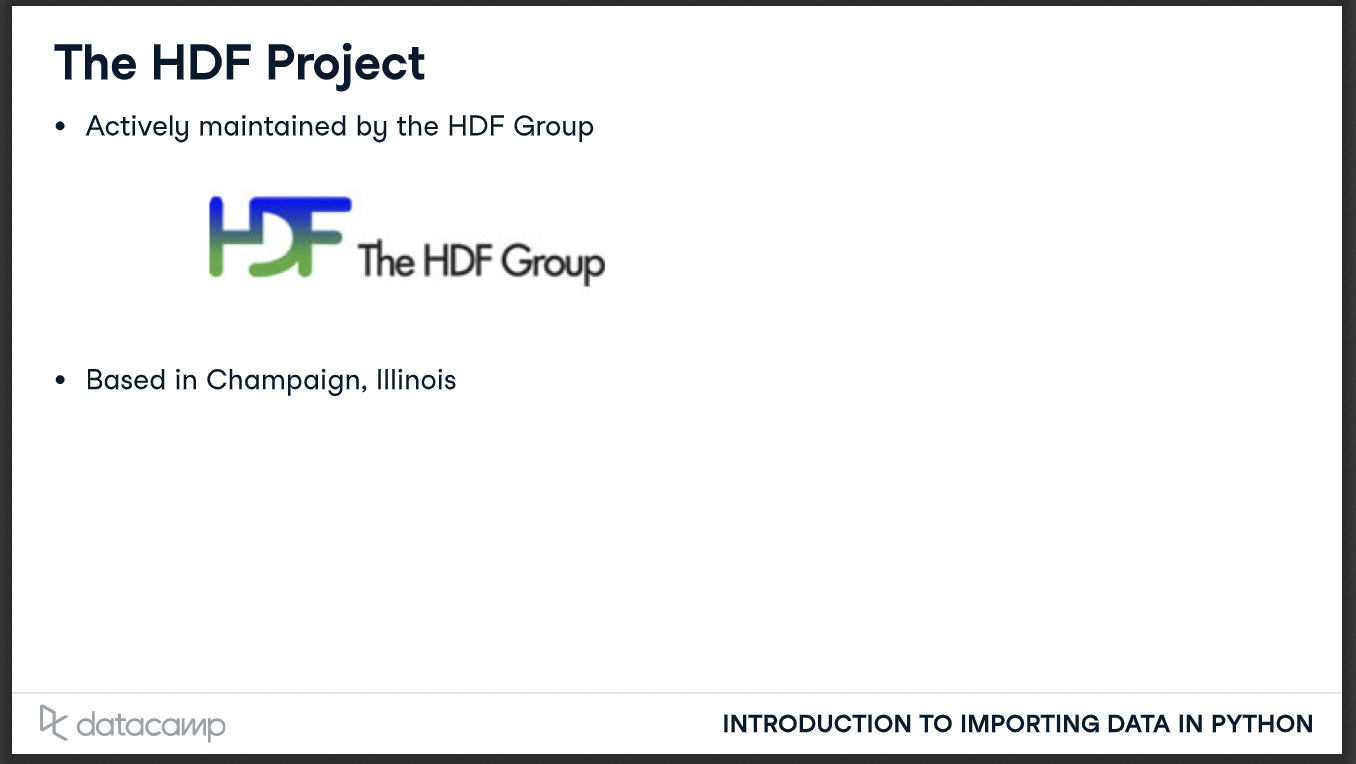 The HDF Project
• Actively maintained by the HDF Group
HDF The HDF Group
• Based in Champaign, Illinois
datacamp
INTRODUCTION TO IMPORTING DATA IN PYTHON